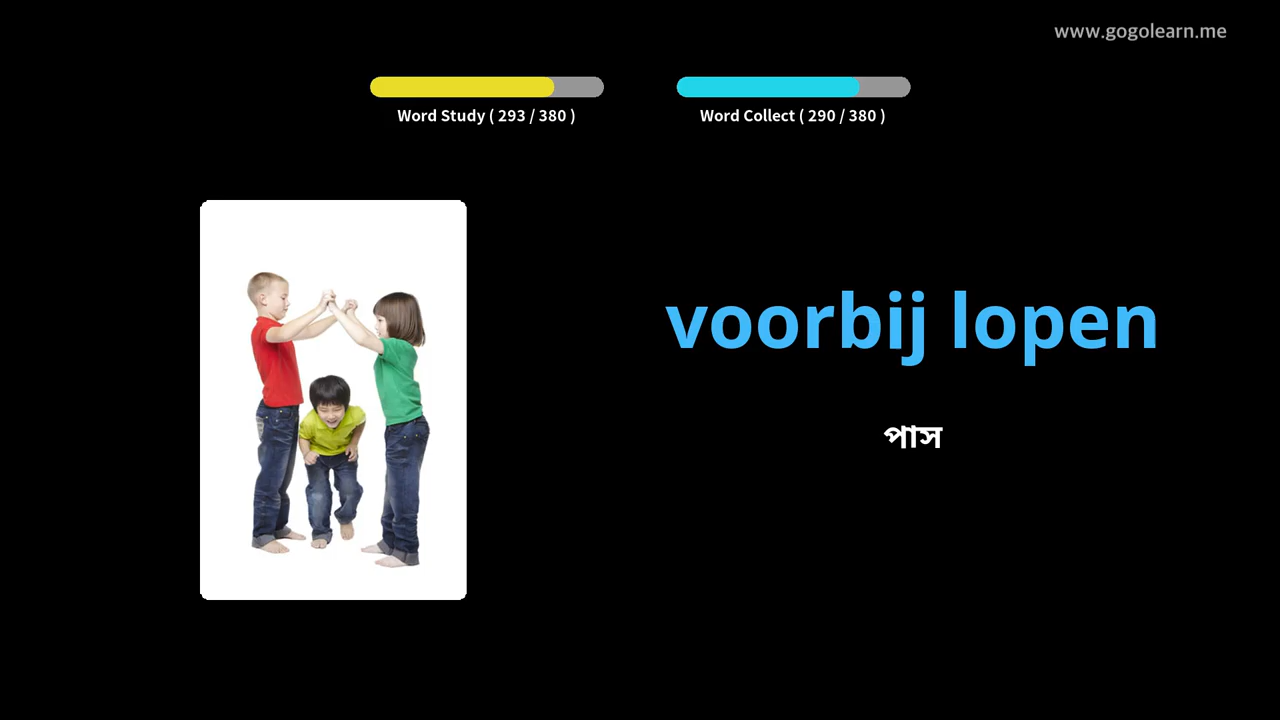 www.gogolearn.me
Word Study ( 293 / 380 )
Word Collect ( 290 / 380 )
voorbij lopen
পাস